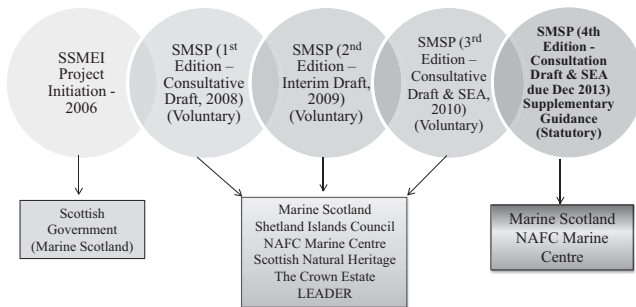 SSMEI
Project
Initiation -
2006
SMSP (1st
Edition –
Consultative
Draft, 2008)
(Voluntary)
SMSP (2nd
Edition –
Interim Draft,
2009)
(Voluntary)
SMSP (3rd
Edition –
Consultative
Draft & SEA,
2010)
(Voluntary)
SMSP (4th
Edition -
Consultation
Draft & SEA
due Dec 2013)
Supplementary
Guidance
(Statutory)
Scottish
Government
(Marine Scotland)
Marine Scotland
Shetland Islands Council
NAFC Marine Centre
Scottish Natural Heritage
The Crown Estate
LEADER
Marine Scotland
NAFC Marine
Centre